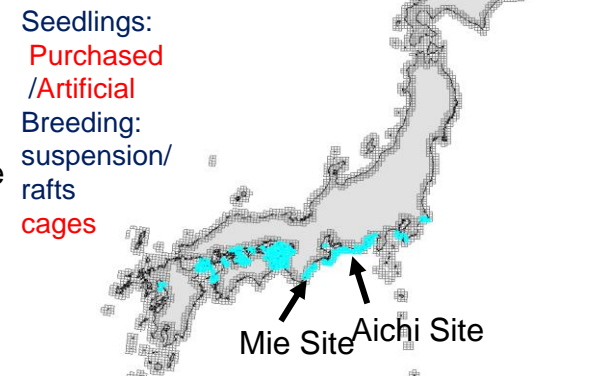 Seedlings:
Purchased
/Artificial
Breeding:
suspension/
e
rafts
cages
Mie Site
Aichi Site